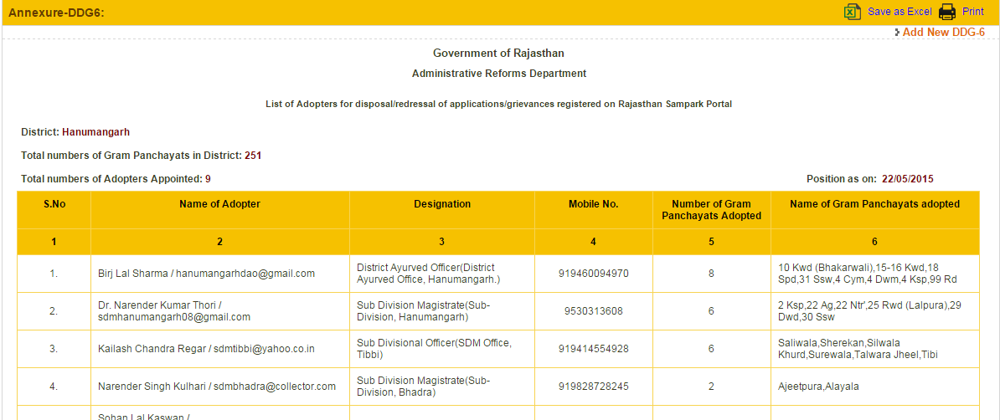 Annexure-DDG6:
Save as Excel Print
Add New DDG-6
Government of Rajasthan
Administrative Reforms Department
List of Adopters for disposal/redressal of applications/grievances registered on Rajasthan Sampark Portal
District: Hanumangarh
Total numbers of Gram Panchayats in District: 251
Total numbers of Adopters Appointed: 9 Position as on: 22/05/2015
S.No Name of Adopter Designation Mobile No. Number of Gram Name of Gram Panchayats adopted
Panchayats Adopted
1 2 3 4 5 6
1. Birj Lal Sharma / hanumangarhdao@gmail.com District Ayurved Officer(District 919460094970 8 10 Kwd (Bhakarwali),15-16 Kwd,18
Ayurved Office, Hanumangarh.) Spd,31 Ssw,4 Cym,4 Dwm,4 Ksp,99 Rd
2. Dr. Narender Kumar Thori / Sub Division Magistrate(Sub- 9530313608 6 2 Ksp,22 Ag,22 Ntr',25 Rwd (Lalpura),29
sdmhanumangarh08@gmail.com Division, Hanumangarh) Dwd,30 Ssw
3. Kailash Chandra Regar / sdmtibbi@yahoo.co.in Sub Divisional Officer(SDM Office, 919414554928 6 Saliwala,Sherekan,Silwala
Tibbi) Khurd,Surewala,Talwara Jheel,Tibi
4. Narender Singh Kulhari / sdmbhadra@collector.com Sub Division Magistrate(Sub- 919828728245 2 Ajeetpura,Alayala
Division, Bhadra)
Sohan Lal Kaswan /